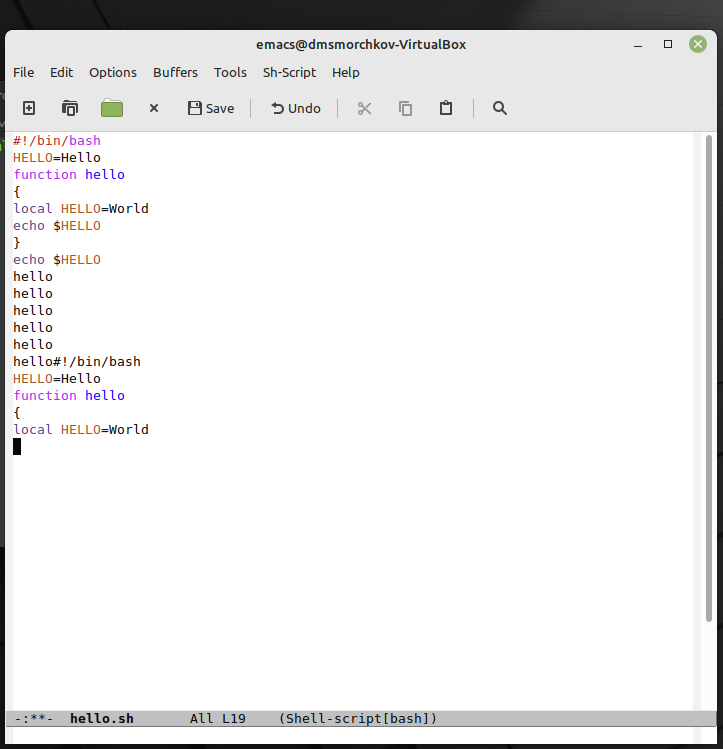 emacs@dmsmorchkov-VirtualBox
File Edit Options Buffers Tools Sh-Script Help
Save Undo
#!/bin/bash
HELLO=Hello
function hello
{
local HELLO=World
echo $HELLO
}
echo $HELLO
hello
hello
hello
hello
hello
hello#!/bin/bash
HELLO=Hello
function hello
{
local HELLO=World
-:**- hello.sh All L19 (Shell-script[bash])